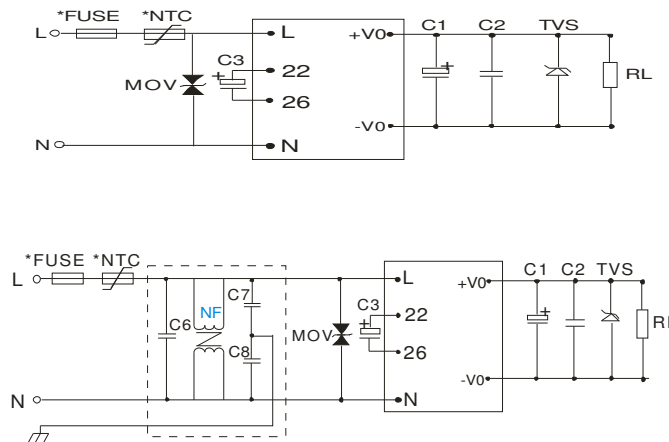 *FUSE *NTC
L L +V0 C1 C2 TVS
C3
+ 22 +
MOV RL
26
N N -V0
*FUSE *NTC
L L +V0 C1 C2 TVS
NF C7 C3
C6 + 22 +
MOV R
C8 26
N N -V0